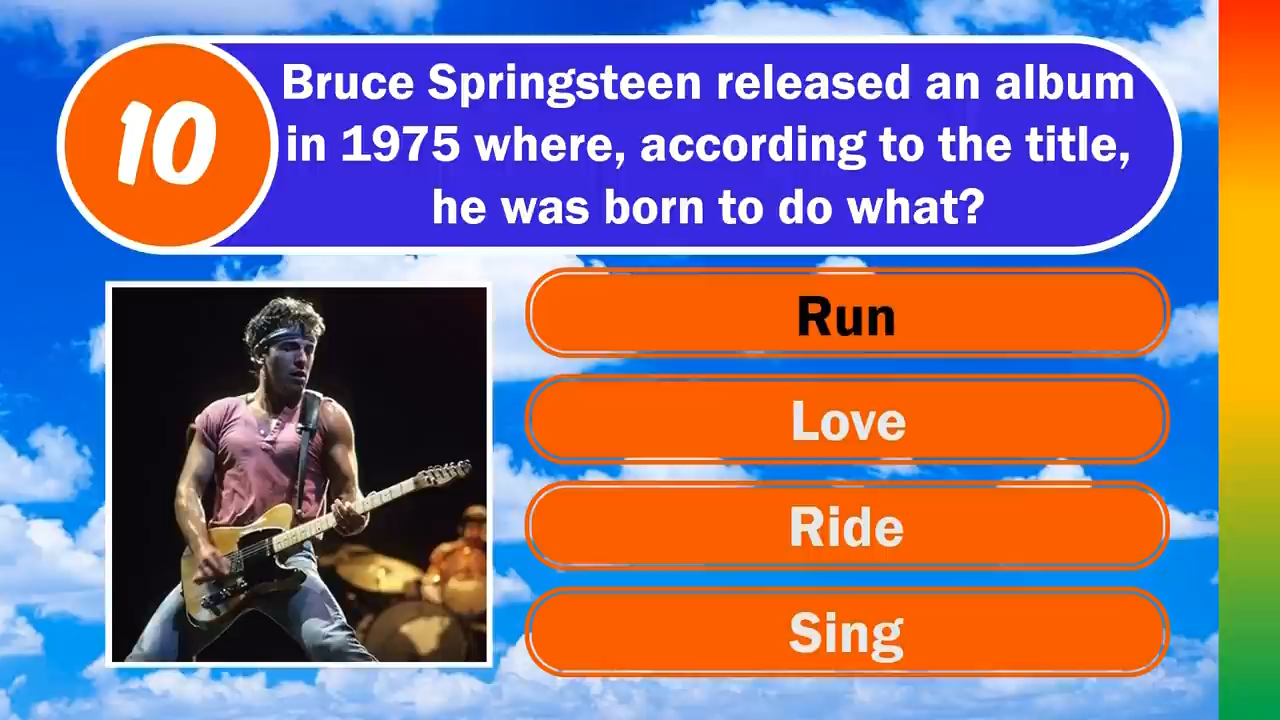 10
Bruce Springsteen released an album
in 1975 where, according to the title,
he was born to do what?
Run
Love
Ride
Sing